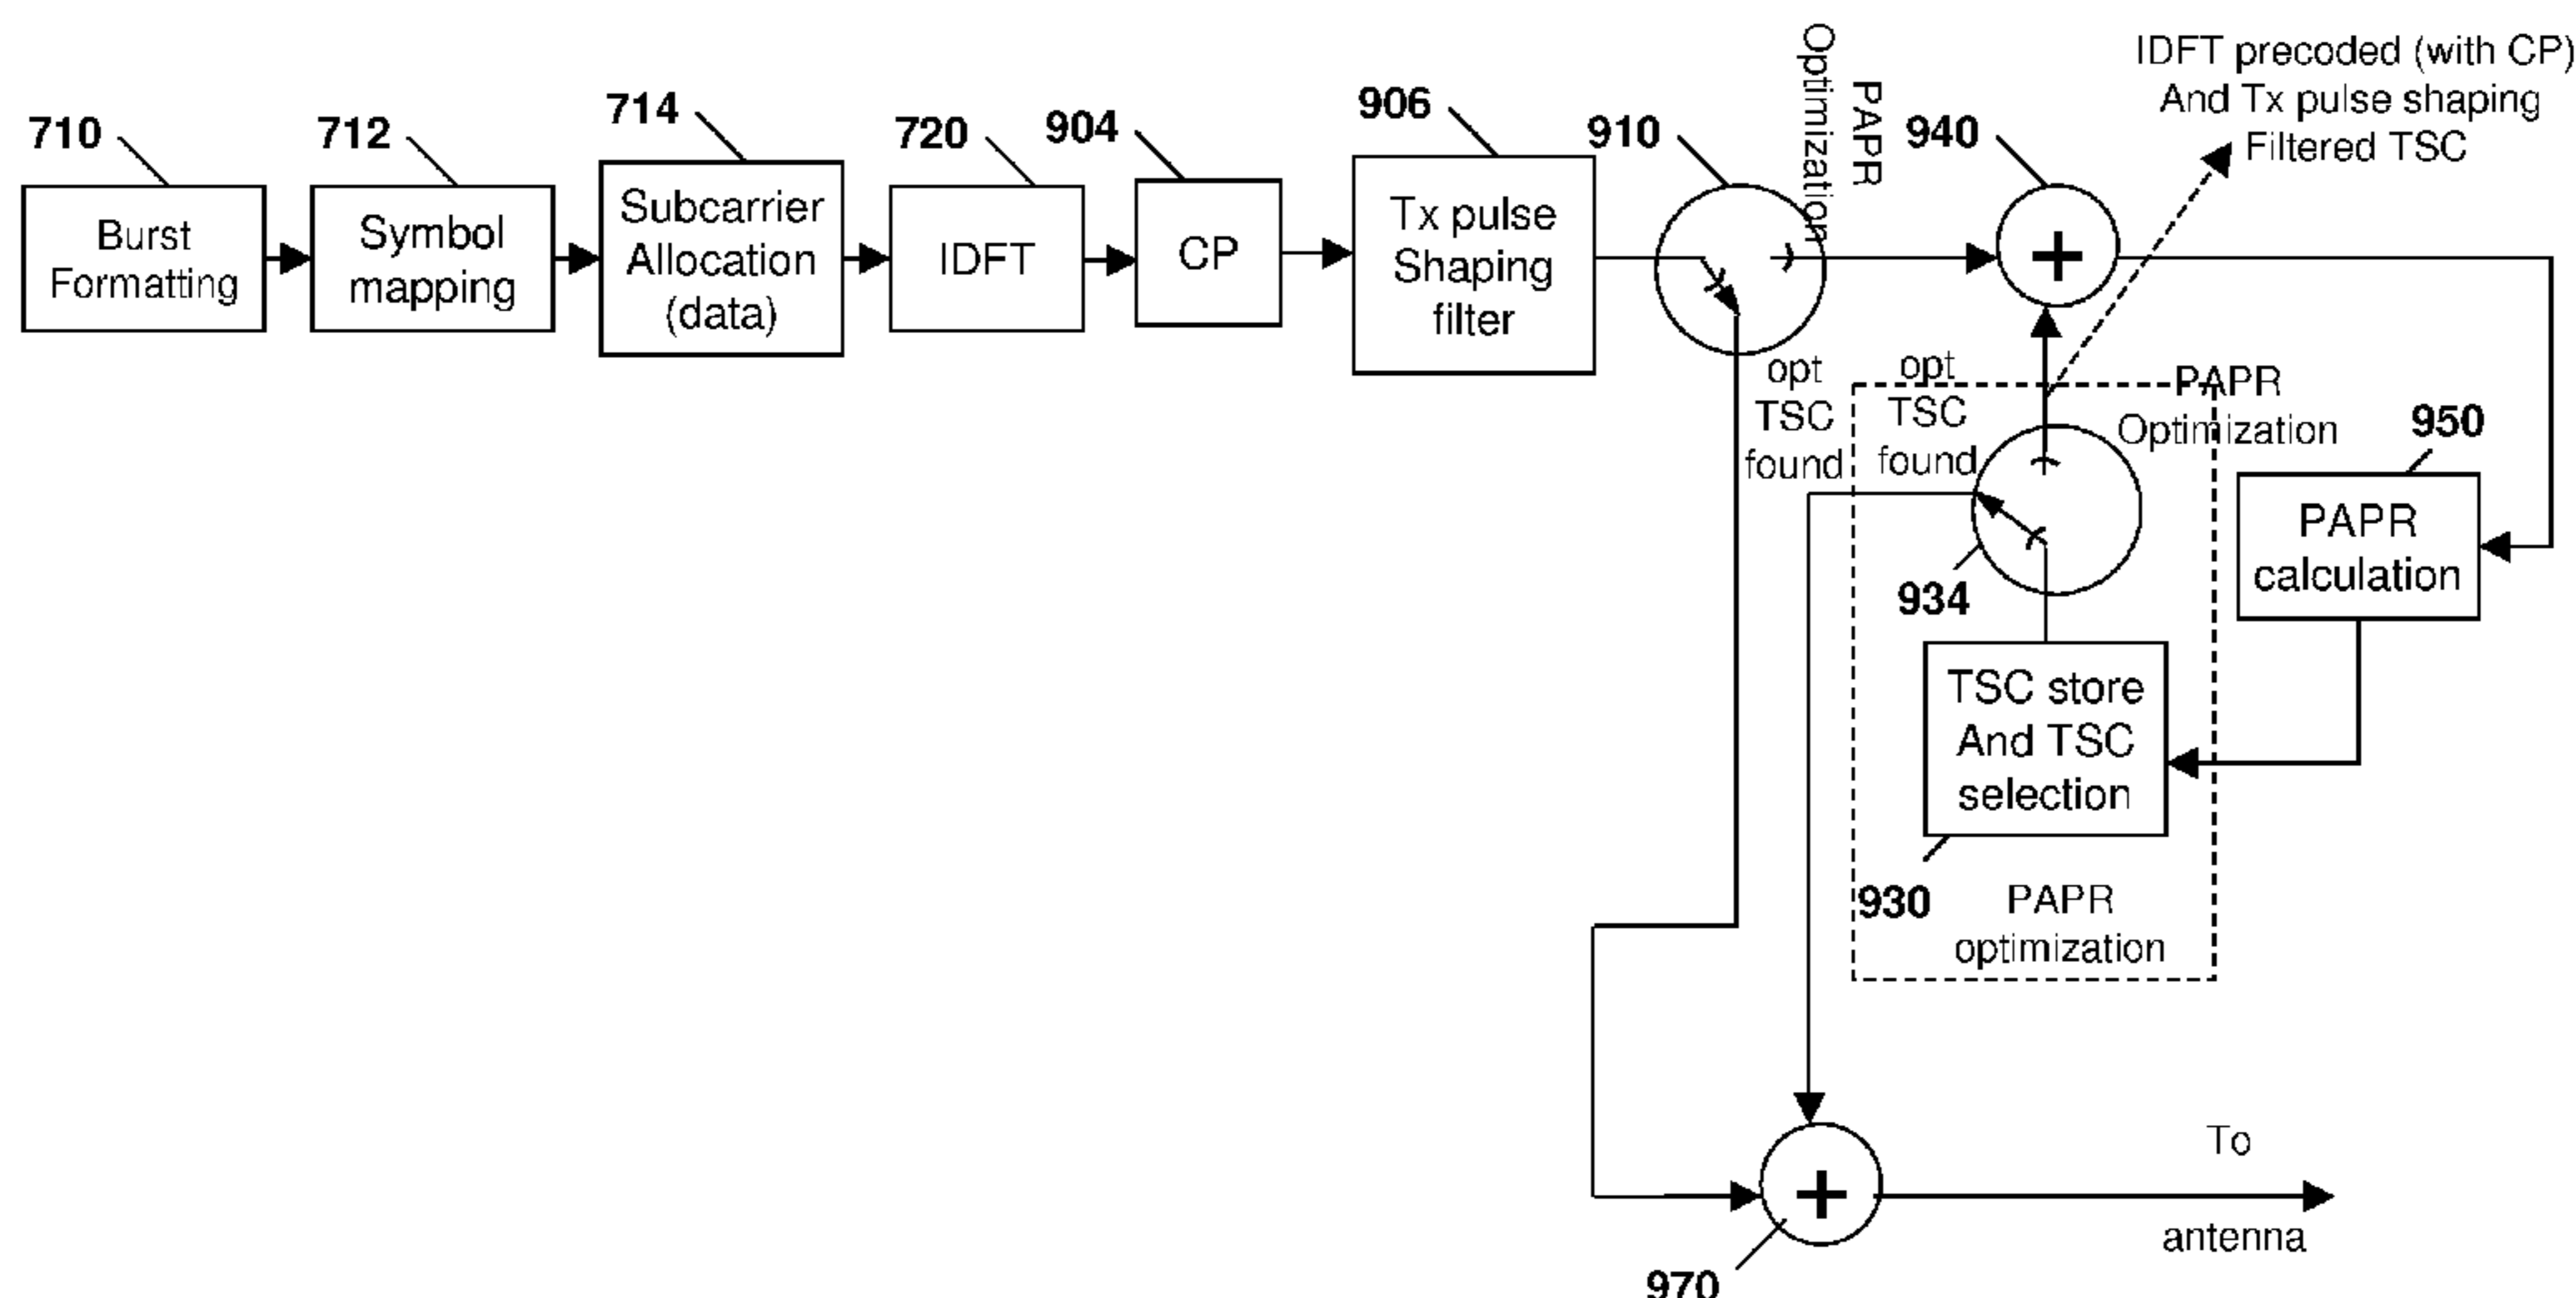 710
Burst
Formatting
712
Symbol
mapping
714
Subcarrier
Allocation
(data)
720
IDFT
904
CP
906
Tx pulse
Shaping
filter
910
PAPR
Optimization
940
+
IDFT precoded (with CP)
And Tx pulse shaping
Filtered TSC
opt
TSC
found
opt
TSC
found
PAPR
Optimization
934
950
PAPR
calculation
TSC store
And TSC
selection
930
PAPR
optimization
+
970
To
antenna